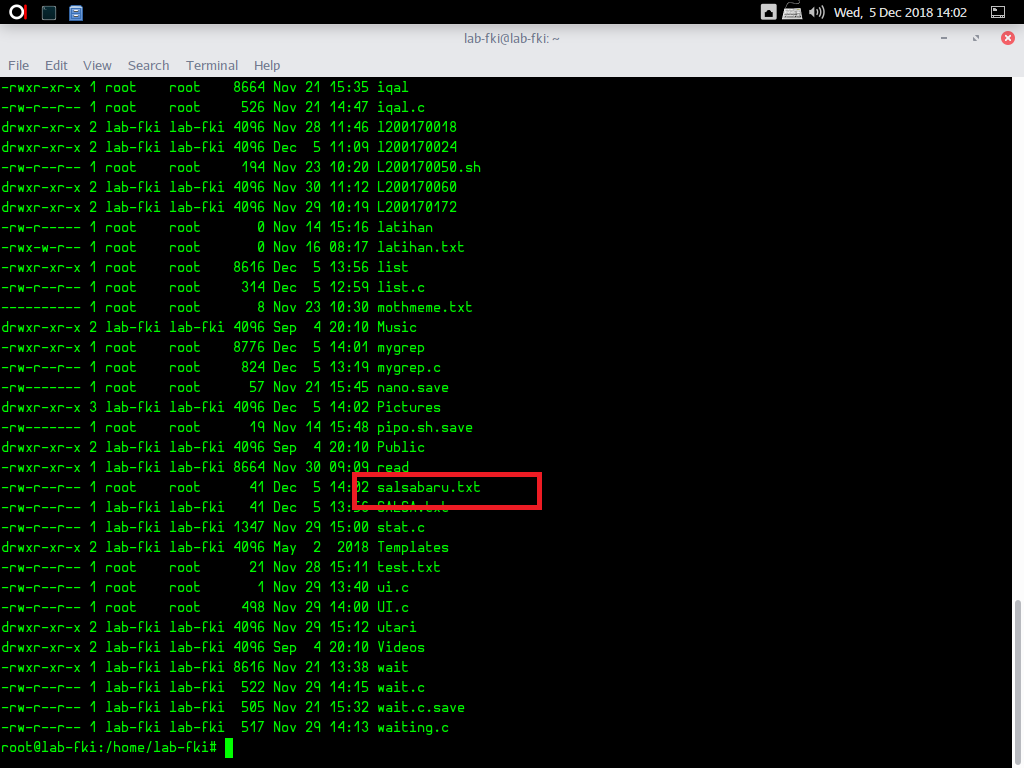 Wed, 5 Dec 2018 14:02
lab-fki@lab-fki: ~
File Edit View Search Terminal Help
-rwxr-xr-x 1 root    root    8664 Nov 21 15:35 iqal
-rw-r--r-- 1 root    root     526 Nov 21 14:47 iqal.c
drwxr-xr-x 2 lab-fki lab-fki 4096 Nov 28 11:46 l200170018
drwxr-xr-x 2 lab-fki lab-fki 4096 Dec  5 11:09 l200170024
-rw-r--r-- 1 root    root     194 Nov 23 10:20 L200170050.sh
drwxr-xr-x 2 lab-fki lab-fki 4096 Nov 30 11:12 L200170060
drwxr-xr-x 2 lab-fki lab-fki 4096 Nov 29 10:19 L200170172
-rw-r----- 1 root    root       0 Nov 14 15:16 latihan
-rwx-w-r-- 1 root    root       0 Nov 16 08:17 latihan.txt
-rwxr-xr-x 1 root    root    8616 Dec  5 13:56 list
-rw-r--r-- 1 root    root     314 Dec  5 12:59 list.c
---------- 1 root    root       8 Nov 23 10:30 mothmeme.txt
drwxr-xr-x 2 lab-fki lab-fki 4096 Sep  4 20:10 Music
-rwxr-xr-x 1 root    root    8776 Dec  5 14:01 mygrep
-rw-r--r-- 1 root    root     824 Dec  5 13:19 mygrep.c
-rw------- 1 root    root      57 Nov 21 15:45 nano.save
drwxr-xr-x 3 lab-fki lab-fki 4096 Dec  5 14:02 Pictures
-rw------- 1 root    root      19 Nov 14 15:48 pipo.sh.save
drwxr-xr-x 2 lab-fki lab-fki 4096 Sep  4 20:10 Public
-rwxr-xr-x 1 lab-fki lab-fki 8664 Nov 30 09:09 read
-rw-r--r-- 1 root    root      41 Dec  5 14:02 salsabaru.txt
-rw-r--r-- 1 lab-fki lab-fki   41 Dec  5 13:56 SALSA.txt
-rw-r--r-- 1 lab-fki lab-fki 1347 Nov 29 15:00 stat.c
drwxr-xr-x 2 lab-fki lab-fki 4096 May  2  2018 Templates
-rw-r--r-- 1 root    root      21 Nov 28 15:11 test.txt
-rw-r--r-- 1 root    root       1 Nov 29 13:40 ui.c
-rw-r--r-- 1 root    root     498 Nov 29 14:00 UI.c
drwxr-xr-x 2 lab-fki lab-fki 4096 Nov 29 15:12 utari
drwxr-xr-x 2 lab-fki lab-fki 4096 Sep  4 20:10 Videos
-rwxr-xr-x 1 lab-fki lab-fki 8616 Nov 21 13:38 wait
-rw-r--r-- 1 lab-fki lab-fki  522 Nov 29 14:15 wait.c
-rw-r--r-- 1 lab-fki lab-fki  505 Nov 21 15:32 wait.c.save
-rw-r--r-- 1 lab-fki lab-fki  517 Nov 29 14:13 waiting.c
root@lab-fki:/home/lab-fki#